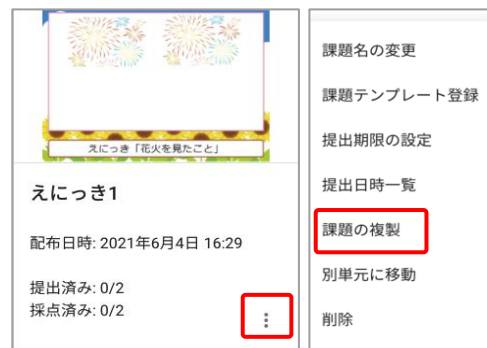 えにっき「花火を見たこと」
えにっき1
配布日時: 2021年6月4日 16:29
提出済み: 0/2
採点済み: 0/2
課題名の変更
課題テンプレート登録
提出期限の設定
提出日時一覧
課題の複製
別単元に移動
削除